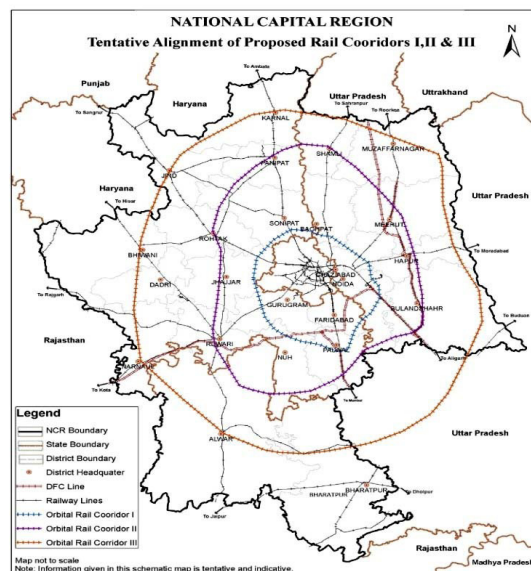 NATIONAL CAPITAL REGION
Tentative Alignment of Proposed Rail Cooridors I,II & III
N
To Ambala
Punjab
Haryana
Uttar Pradesh
To Saharanpur
To Roorkee
Uttrakhand
To Sangrur
KARNAL
MUZAFFARNAGAR
SHAMLI
PANIPAT
JIND
Uttar Pradesh
Haryana
To Hisar
SONIPAT
BAGHPAT
MEERUT
ROHTAK
To Moradabad
BHIWANI
HAPUR
DADRI
JHAJJAR
GHAZIABAD
NOIDA
To Rajgarh
GURUGRAM
BULANDSHAHR
FARIDABAD
To Budaun
Rajasthan
REWARI
PALWAL
NUH
To Aligarh
NARNAUL
To Kota
Legend
NCR Boundary
State Boundary
District Boundary
District Headquater
DFC Line
Railway Lines
Orbital Rail Cooridor I
Orbital Rail Cooridor II
Orbital Rail Cooridor III
ALWAR
Uttar Pradesh
BHARATPUR
BHARATPUR
To Dholpur
To Jaipur
Rajasthan
Madhya Pradesh
Map not to scale
Note: Information given in this schematic map is tentative and indicative.